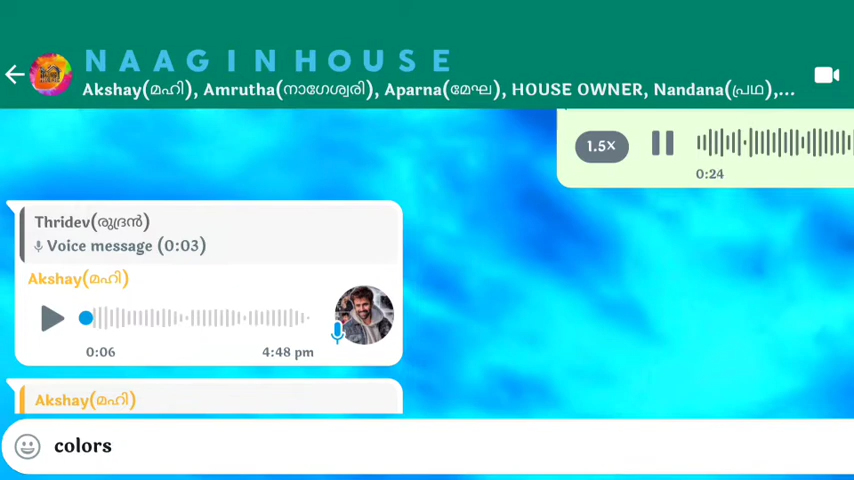 NAAGINHOUSE
Akshay(മഹി), Amrutha(നാഗേശ്വരി), Aparna(മേഘ), HOUSE OWNER, Nandana(പ്രഥ),...
1.5×
0:24
Thridev(രുദ്രൻ)
Voice message (0:03)
Akshay(മഹി)
0:06 4:48 pm
Akshay(മഹി)
colors